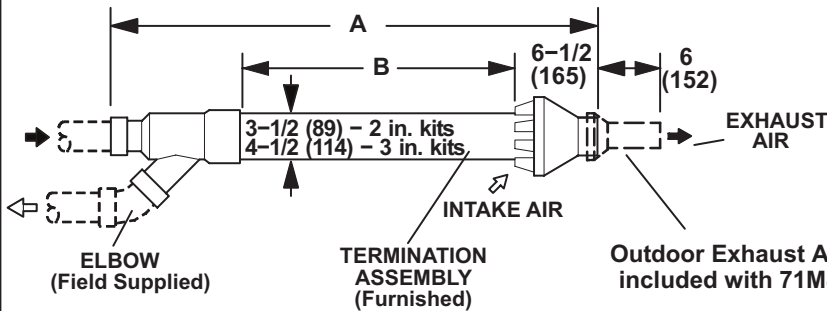 A
B
6−1/2
(165)
6
(152)
3−1/2 (89) − 2 in. kits
4−1/2 (114) − 3 in. kits
EXHAUST
AIR
INTAKE AIR
ELBOW
(Field Supplied)
TERMINATION
ASSEMBLY
(Furnished)
Outdoor Exhaust
included with